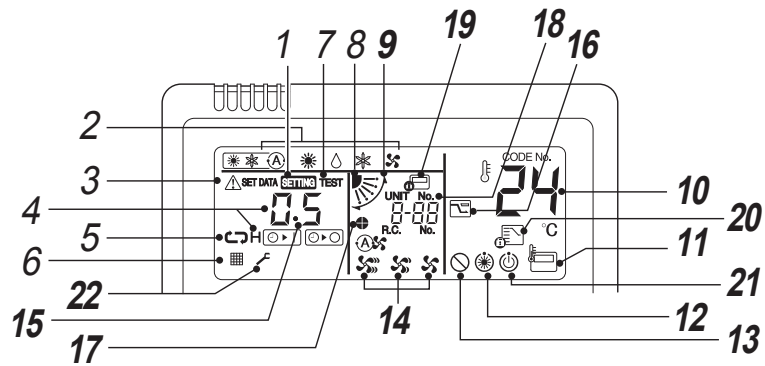 1 7 8 9 19 18 16
2
CODE No.
A
3 SET DATA SETTING TEST
UNIT No.
24 10
4 0.5 8-88
R.C. No.
°C 20
5 H
A
11
6
22 21
15 14 12
17 13